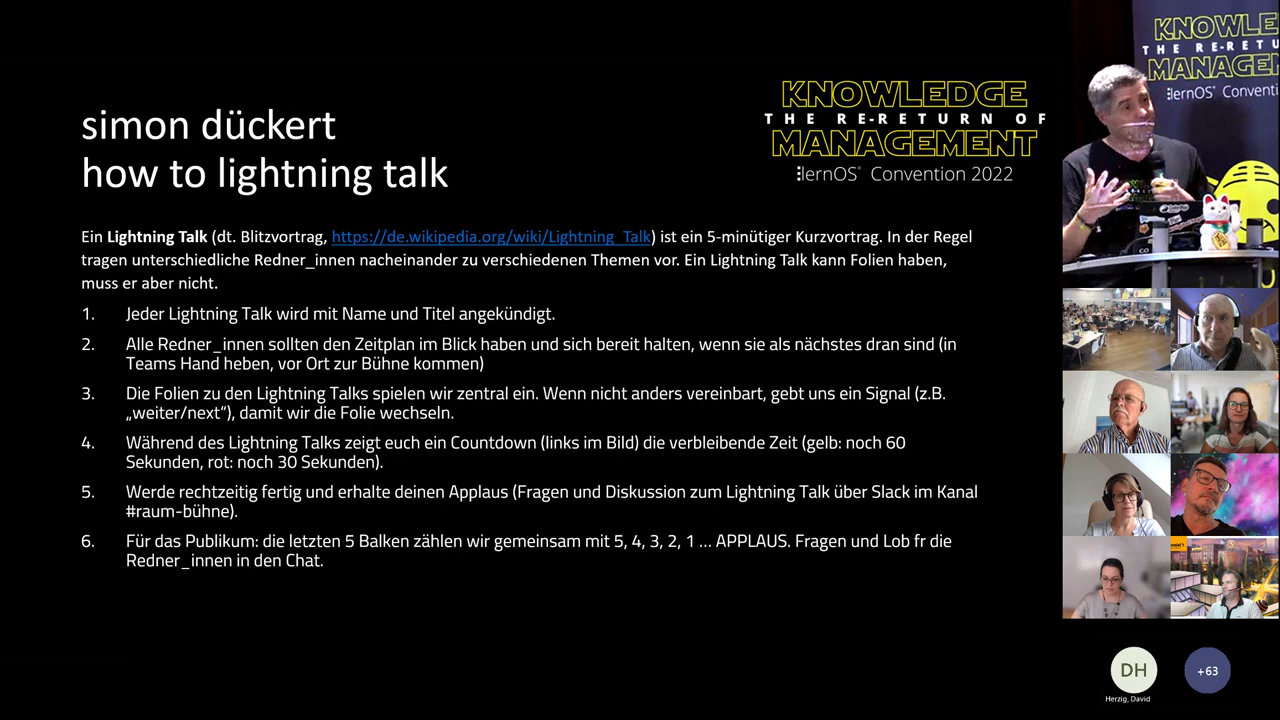 simon dückert
how to lightning talk
KNOWLEDGE
THE RE-RETURN OF
MANAGEMENT
lernOS® Convention 2022
Ein Lightning Talk (dt. Blitzvortrag, https://de.wikipedia.org/wiki/Lightning_Talk) ist ein 5-minütiger Kurzvortrag. In der Regel
tragen unterschiedliche Redner_innen nacheinander zu verschiedenen Themen vor. Ein Lightning Talk kann Folien haben,
muss er aber nicht.
1. Jeder Lightning Talk wird mit Name und Titel angekündigt.
2. Alle Redner_innen sollten den Zeitplan im Blick haben und sich bereit halten, wenn sie als nächstes dran sind (in
Teams Hand heben, vor Ort zur Bühne kommen)
3. Die Folien zu den Lightning Talks spielen wir zentral ein. Wenn nicht anders vereinbart, gebt uns ein Signal (z.B.
„weiter/next“), damit wir die Folie wechseln.
4. Während des Lightning Talks zeigt euch ein Countdown (links im Bild) die verbleibende Zeit (gelb: noch 60
Sekunden, rot: noch 30 Sekunden).
5. Werde rechtzeitig fertig und erhalte deinen Applaus (Fragen und Diskussion zum Lightning Talk über Slack im Kanal
#raum-bühne).
6. Für das Publikum: die letzten 5 Balken zählen wir gemeinsam mit 5, 4, 3, 2, 1 … APPLAUS. Fragen und Lob fr die
Redner_innen in den Chat.
KNOWLE
THE RE-RETU
MANAGEM
lernOS® Conventi
DH
+63
Herzig, David